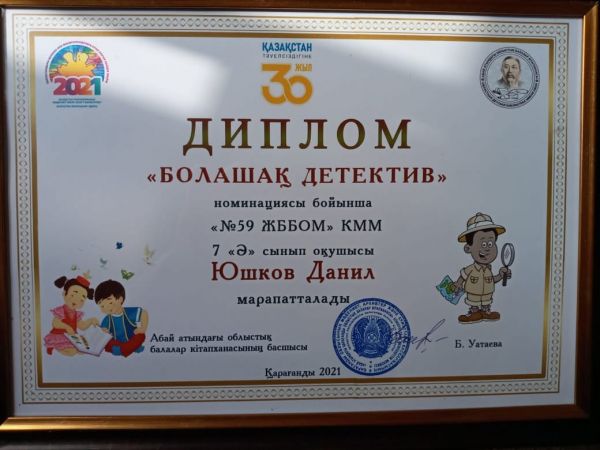 2021
ҚАЗАҚСТАН
ТӘУЕЛСІЗДІГІНЕ
30 ЖЫЛ
ДИПЛОМ
«БОЛАШАҚ ДЕТЕКТИВ»
номинациясы бойынша
«№59 ЖББОМ» КММ
7 «Ә» сынып оқушысы
Юшков Данил
марапатталады
Абай атындағы облыстық
балалар кітапханасының басшысы
Б. Уатаева
Қарағанды 2021